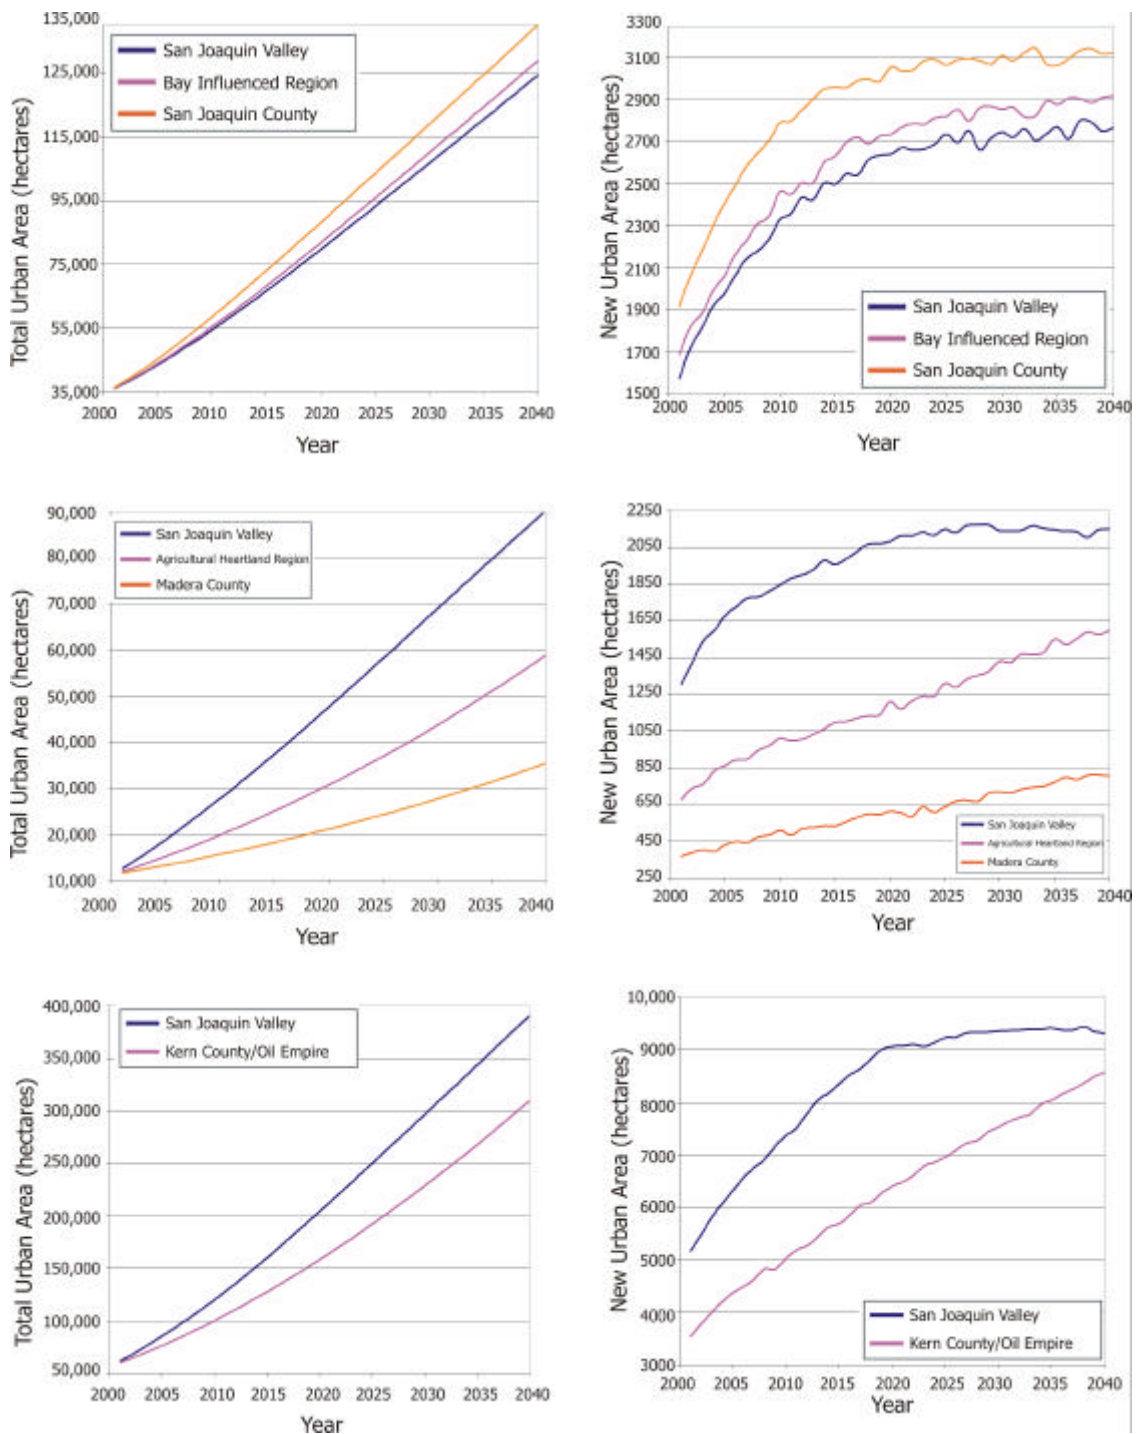 135,000
125,000
115,000
95,000
75,000
55,000
35,000
Total Urban Area (hectares)
San Joaquin Valley
Bay Influenced Region
San Joaquin County
2000 2005 2010 2015 2020 2025 2030 2035 2040
Year
3300
3100
2900
2700
2500
2300
2100
1900
1700
1500
New Urban Area (hectares)
San Joaquin Valley
Bay Influenced Region
San Joaquin County
2000 2005 2010 2015 2020 2025 2030 2035 2040
Year
90,000
80,000
70,000
60,000
50,000
40,000
30,000
20,000
10,000
Total Urban Area (hectares)
San Joaquin Valley
Agricultural Heartland Region
Madera County
2000 2005 2010 2015 2020 2025 2030 2035 2040
Year
2250
2050
1850
1650
1450
1250
1050
850
650
450
250
New Urban Area (hectares)
San Joaquin Valley
Agricultural Heartland Region
Madera County
2000 2005 2010 2015 2020 2025 2030 2035 2040
Year
400,000
350,000
300,000
250,000
200,000
150,000
100,000
50,000
Total Urban Area (hectares)
San Joaquin Valley
Kern County/Oil Empire
2000 2005 2010 2015 2020 2025 2030 2035 2040
Year
10,000
9000
8000
7000
6000
5000
4000
3000
New Urban Area (hectares)
San Joaquin Valley
Kern County/Oil Empire
2000 2005 2010 2015 2020 2025 2030 2035 2040
Year